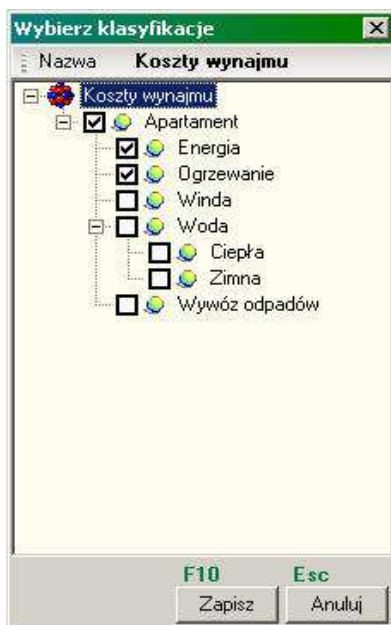 Wybierz klasyfikacje
Nazwa Koszty wynajmu
Koszty wynajmu
Apartament
Energia
Ogrzewanie
Winda
Woda
Ciepła
Zimna
Wywóz odpadów
F10 Esc
Zapisz Anuluj